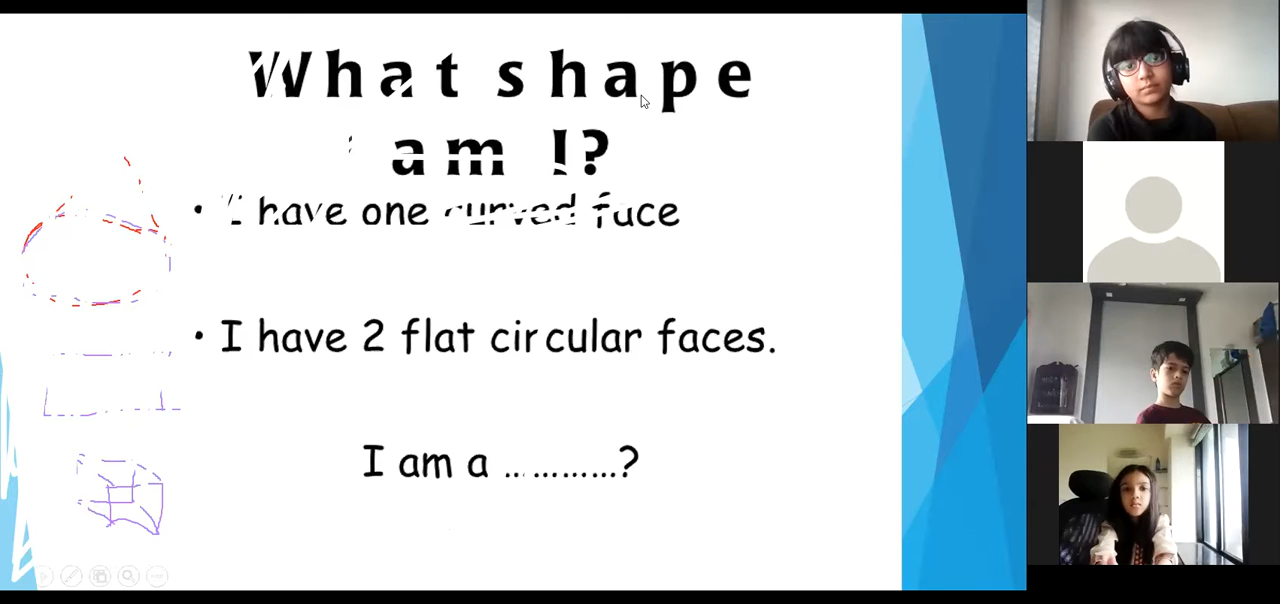 What shape
am I?
• I have one curved face
• I have 2 flat circular faces.
I am a ...........?